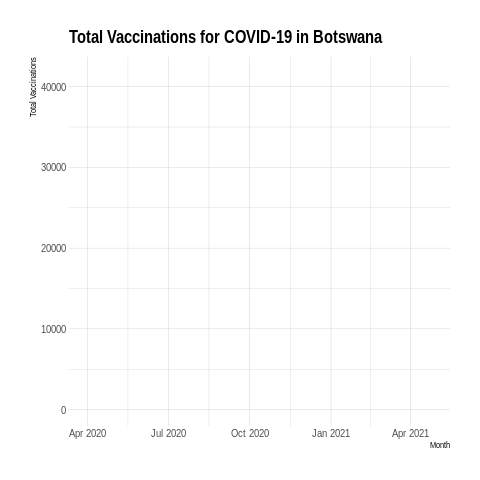 Total Vaccinations for COVID-19 in Botswana
Total Vaccinations
40000
30000
20000
10000
0
Apr 2020 Jul 2020 Oct 2020 Jan 2021 Apr 2021
Month